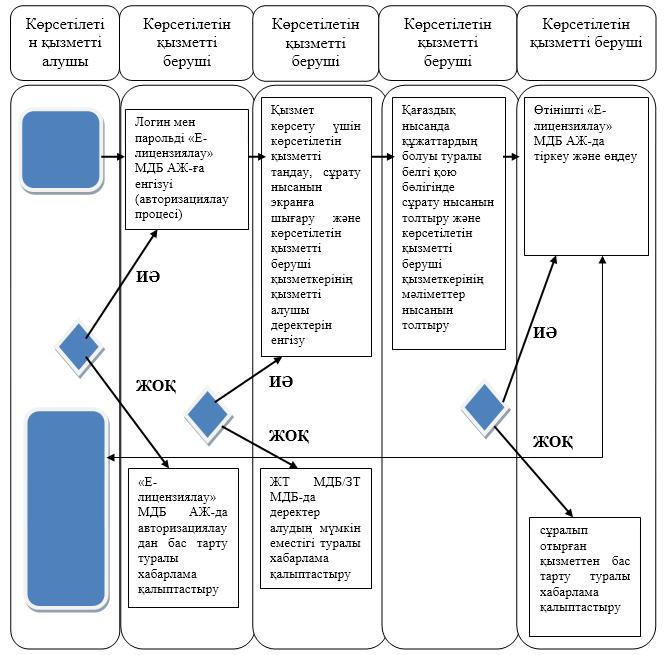 Көрсетілеті
н қызметті
алушы
Көрсетілетін
қызметті
беруші
Көрсетілетін
қызметті
беруші
Көрсетілетін
қызметті
беруші
Көрсетілетін
қызметті беруші
Логин мен
парольді «Е-
лицензиялау»
МДБ АЖ-ға
енгізуі
(авторизациялау
процесі)
Қызмет
көрсету үшін
көрсетілетін
қызметті
таңдау, сұрату
нысанын
экранға
шығару және
көрсетілетін
қызметті
беруші
қызметкерінің
қызметті
алушы
деректерін
енгізу
Қағаздық
нысанда
құжаттардың
болуы туралы
белгі қою
бөлігінде
сұрату нысанын
толтыру және
көрсетілетін
қызметті
беруші
қызметкерінің
мәліметтер
нысанын
толтыру
Өтінішті «Е-
лицензиялау»
МДБ АЖ-да
тіркеу және өңдеу
ИӘ
ЖОҚ
ИӘ
ЖОҚ
ИӘ
ЖОҚ
«Е-
лицензиялау»
МДБ АЖ-да
авторизациялау
дан бас тарту
туралы
хабарлама
қалыптастыру
ЖТ МДБ/ЗТ
МДБ-да
деректер
алудың мүмкін
еместігі туралы
хабарлама
қалыптастыру
сұралып
отырған
қызметтен бас
тарту туралы
хабарлама
қалыптастыру